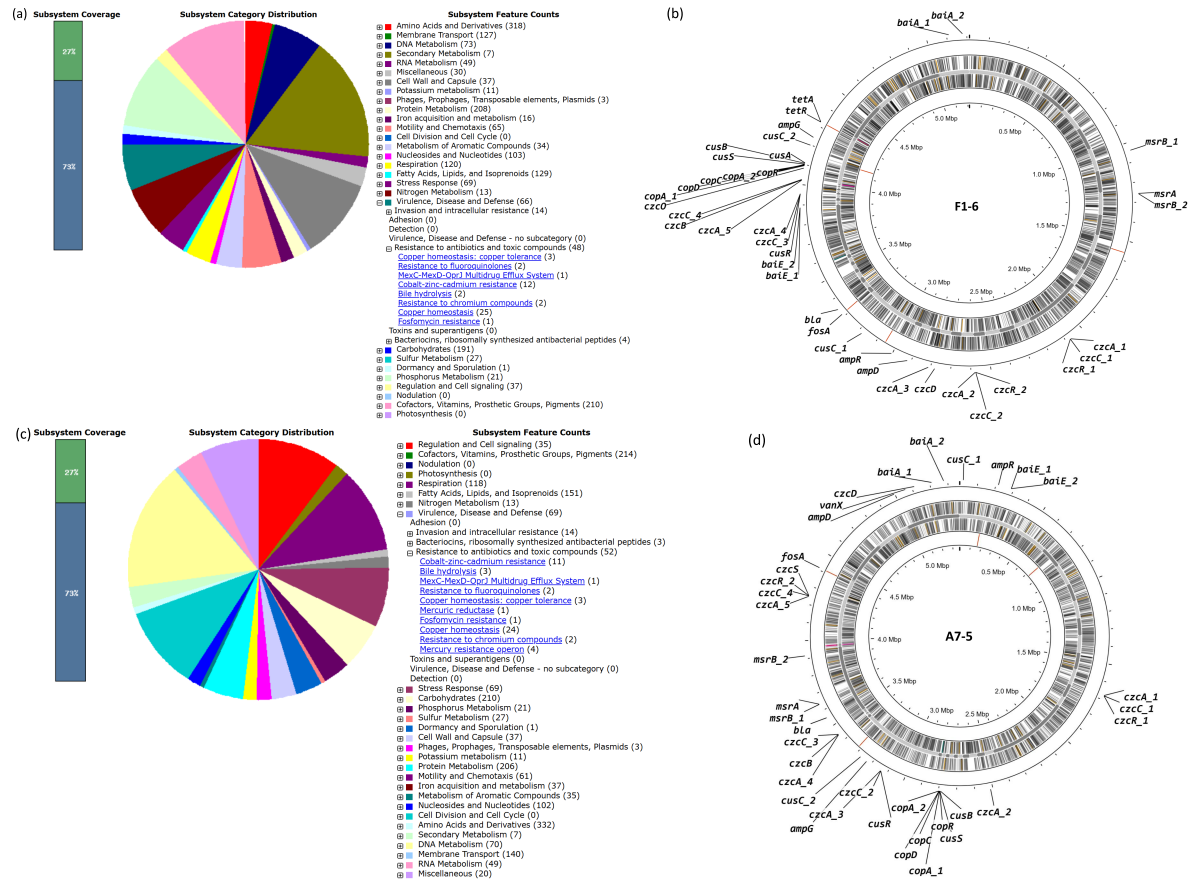 (a)
Subsystem Coverage
27%
73%
Subsystem Category Distribution
Subsystem Feature Counts
Amino Acids and Derivatives (318)
Membrane Transport (127)
DNA Metabolism (73)
Secondary Metabolism (7)
RNA Metabolism (49)
Miscellaneous (30)
Cell Wall and Capsule (37)
Potassium metabolism (11)
Phages, Prophages, Transposable elements, Plasmids (3)
Protein Metabolism (208)
Iron acquisition and metabolism (16)
Motility and Chemotaxis (65)
Cell Division and Cell Cycle (0)
Metabolism of Aromatic Compounds (34)
Nucleosides and Nucleotides (103)
Respiration (120)
Fatty Acids, Lipids, and Isoprenoids (129)
Stress Response (69)
Nitrogen Metabolism (13)
Virulence, Disease and Defense (66)
Invasion and intracellular resistance (14)
Adhesion (0)
Detection (0)
Virulence, Disease and Defense - no subcategory (0)
Resistance to antibiotics and toxic compounds (48)
Copper homeostasis: copper tolerance (3)
Resistance to fluoroquinolones (2)
MexC-MexD-OprJ Multidrug Efflux System (1)
Cobalt-zinc-cadmium resistance (12)
Bile hydrolysis (2)
Resistance to chromium compounds (2)
Copper homeostasis (25)
Fosfomycin resistance (1)
Toxins and superantigens (0)
Bacteriocins, ribosomally synthesized antibacterial peptides (4)
Carbohydrates (191)
Sulfur Metabolism (27)
Dormancy and Sporulation (1)
Phosphorus Metabolism (21)
Regulation and Cell signaling (37)
Nodulation (0)
Cofactors, Vitamins, Prosthetic Groups, Pigments (210)
Photosynthesis (0)
(b)
baiA_1
baiA_2
tetA
tetR
ampG
cusC_2
cusB
cusS
cusA
copR
copA_2
copC
copD
copA_1
czcO
czcC_4
czcB
czcA_5
czcA_4
czcC_3
cusR
baiE_2
baiE_1
bla
fosA
cusC_1
ampR
ampD
czcA_3
czcD
czcA_2
czcC_2
czcR_2
czcA_1
czcC_1
czcR_1
msrB_1
msrA
msrB_2
5.0 Mbp
0.5 Mbp
4.5 Mbp
1.0 Mbp
4.0 Mbp
1.5 Mbp
3.5 Mbp
2.0 Mbp
3.0 Mbp
2.5 Mbp
F1-6
(c)
Subsystem Coverage
27%
73%
Subsystem Category Distribution
Subsystem Feature Counts
Regulation and Cell signaling (35)
Cofactors, Vitamins, Prosthetic Groups, Pigments (214)
Nodulation (0)
Photosynthesis (0)
Respiration (118)
Fatty Acids, Lipids, and Isoprenoids (151)
Nitrogen Metabolism (13)
Virulence, Disease and Defense (69)
Adhesion (0)
Invasion and intracellular resistance (14)
Bacteriocins, ribosomally synthesized antibacterial peptides (3)
Resistance to antibiotics and toxic compounds (52)
Cobalt-zinc-cadmium resistance (11)
Bile hydrolysis (3)
MexC-MexD-OprJ Multidrug Efflux System (1)
Resistance to fluoroquinolones (2)
Copper homeostasis: copper tolerance (3)
Mercuric reductase (1)
Fosfomycin resistance (1)
Copper homeostasis (24)
Resistance to chromium compounds (2)
Mercury resistance operon (4)
Toxins and superantigens (0)
Virulence, Disease and Defense - no subcategory (0)
Detection (0)
Stress Response (69)
Carbohydrates (210)
Phosphorus Metabolism (21)
Sulfur Metabolism (27)
Dormancy and Sporulation (1)
Cell Wall and Capsule (37)
Phages, Prophages, Transposable elements, Plasmids (3)
Potassium metabolism (11)
Protein Metabolism (206)
Motility and Chemotaxis (61)
Iron acquisition and metabolism (37)
Metabolism of Aromatic Compounds (35)
Nucleosides and Nucleotides (102)
Cell Division and Cell Cycle (0)
Amino Acids and Derivatives (332)
Secondary Metabolism (7)
DNA Metabolism (70)
Membrane Transport (140)
RNA Metabolism (49)
Miscellaneous (20)
(d)
baiA_2
cusC_1
ampR
baiE_1
baiE_2
baiA_1
czcD
vanX
ampD
fosA
czcS
czcR_2
czcC_4
czcA_5
msrB_2
msrA
msrB_1
bla
czcC_3
czcB
czcA_4
cusC_2
czcA_3
ampG
czcC_2
cusR
copA_2
copC
copD
copA_1
copR
cusS
cusB
czcA_2
czcA_1
czcC_1
czcR_1
5.0 Mbp
0.5 Mbp
4.5 Mbp
1.0 Mbp
4.0 Mbp
1.5 Mbp
3.5 Mbp
2.0 Mbp
3.0 Mbp
2.5 Mbp
A7-5